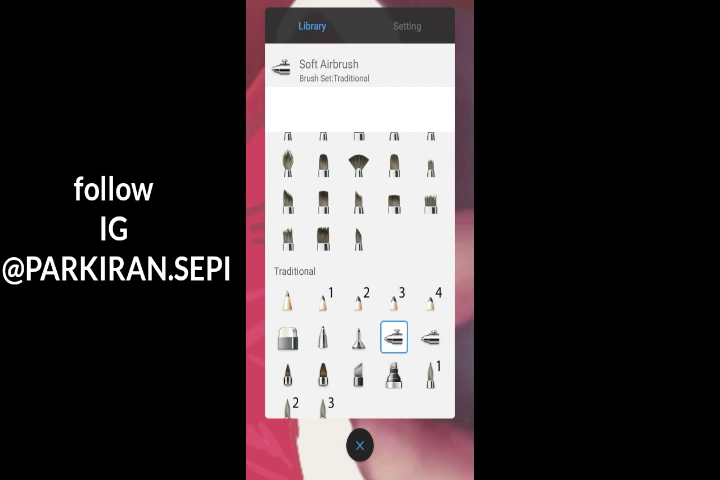 Library Setting
Soft Airbrush
Brush Set:Traditional
follow
IG
@PARKIRAN.SEPI
Traditional
1 2 3 4
1
2 3